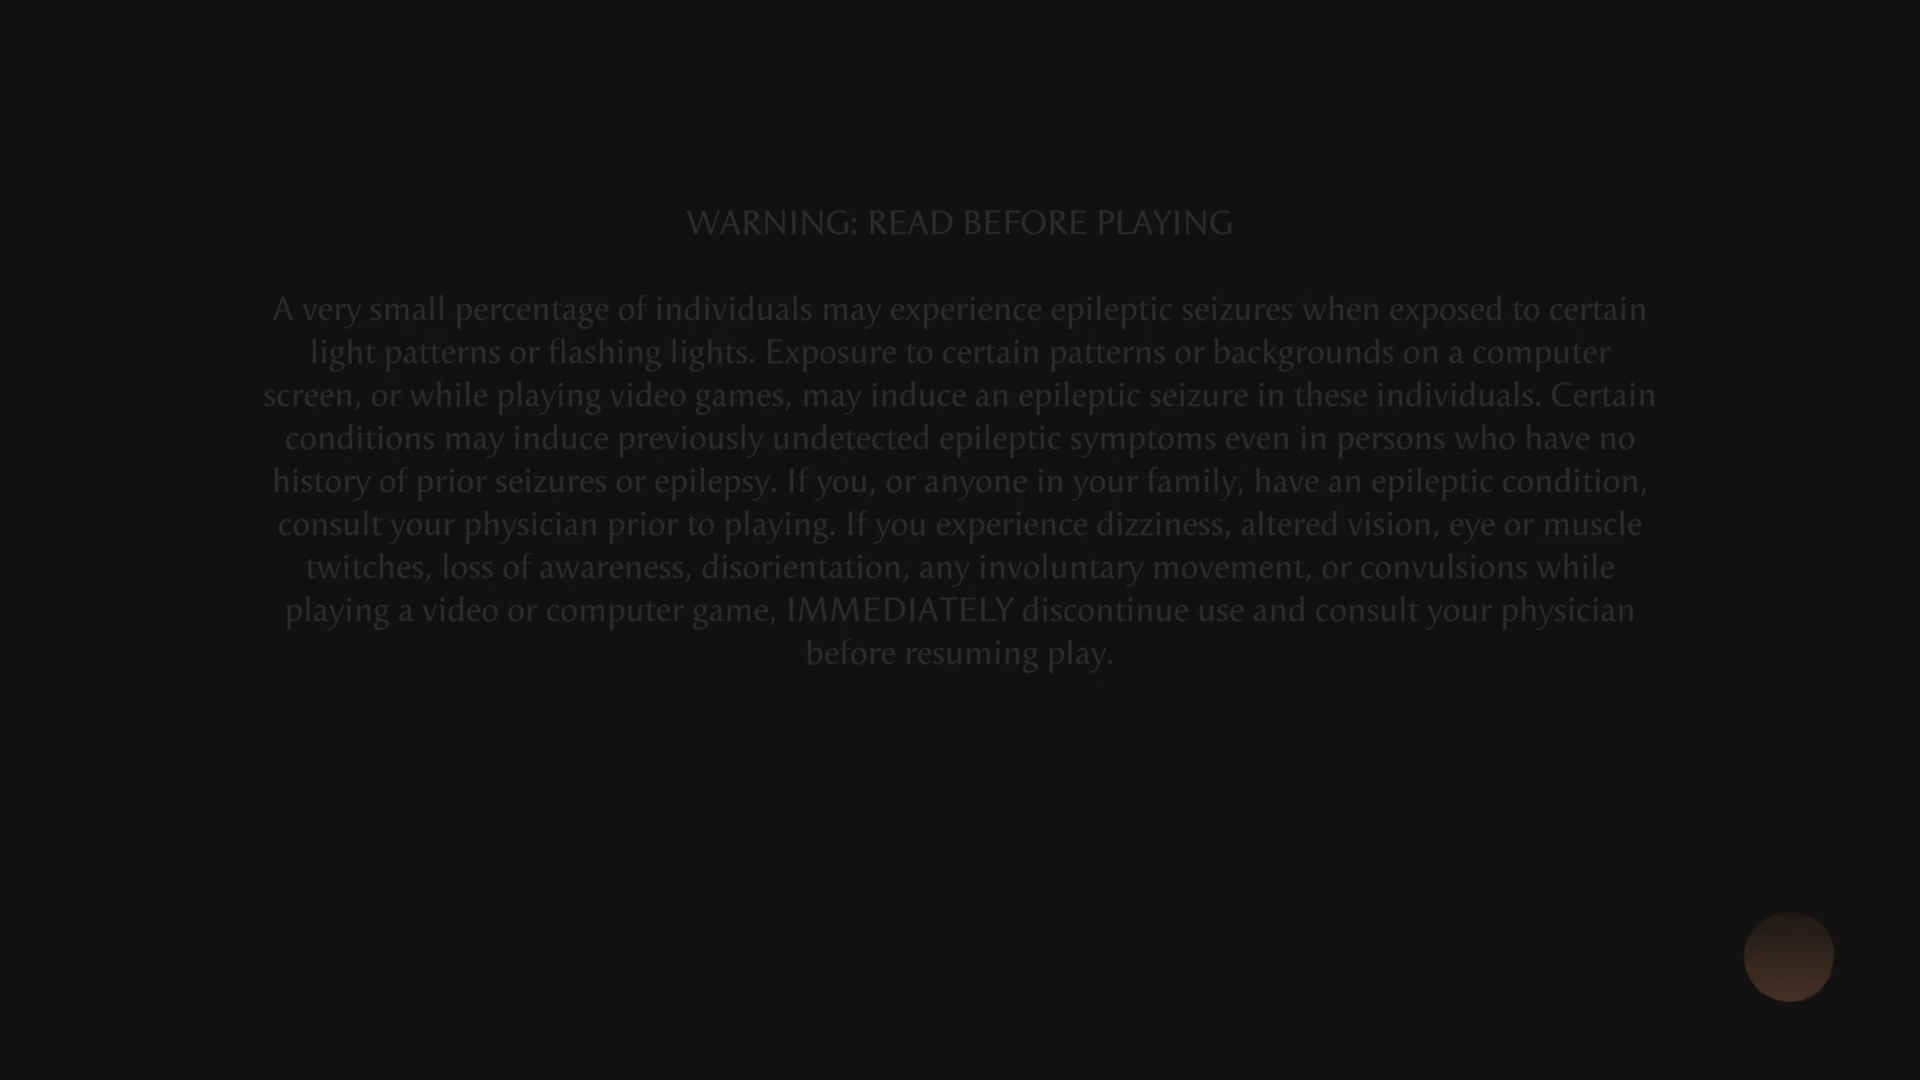 WARNING: READ BEFORE PLAYING
A very small percentage of individuals may experience epileptic seizures when exposed to certain
light patterns or flashing lights. Exposure to certain patterns or backgrounds on a computer
screen, or while playing video games, may induce an epileptic seizure in these individuals. Certain
conditions may induce previously undetected epileptic symptoms even in persons who have no
history of prior seizures or epilepsy. If you, or anyone in your family, have an epileptic condition,
consult your physician prior to playing. If you experience dizziness, altered vision, eye or muscle
twitches, loss of awareness, disorientation, any involuntary movement, or convulsions while
playing a video or computer game, IMMEDIATELY discontinue use and consult your physician
before resuming play.